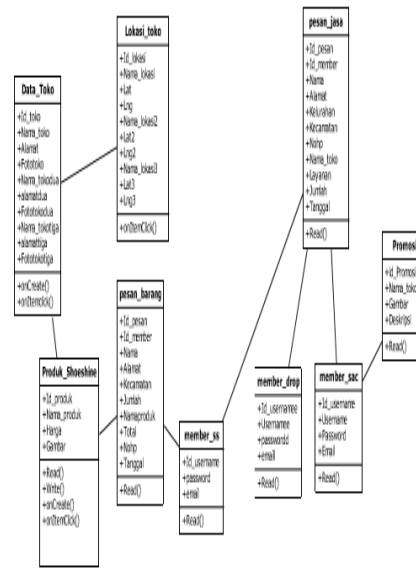 Lokasi_toko
+Id_lokasi
+Nama_lokasi
+Lat
+Lng
+Nama_lokasi2
+Lat2
+Lng2
+Nama_lokasi3
+Lat3
+Lng3
+onItemClick()
pesan_jasa
+Id_pesan
+Id_member
+Nama
+Alamat
+Kelurahan
+Kecamatan
+Nohp
+Nama_toko
+Layanan
+Jumlah
+Tanggal
+Read()
Data_Toko
+Id_toko
+Nama_toko
+Alamat
+Fototoko
+Nama_tokodua
+alamatdua
+Fototokodua
+Nama_tokotiga
+alamattiga
+Fototokotiga
+onCreate()
+onItemclick()
Promosi
+id_Promosi
+Nama_toko
+Gambar
+Deskripsi
+Read()
pesan_barang
+Id_pesan
+Id_member
+Nama
+Alamat
+Kecamatan
+Jumlah
+Namaproduk
+Total
+Nohp
+Tanggal
+Read()
Produk_Shoeshine
+Id_produk
+Nama_produk
+Harga
+Gambar
+Read()
+Write()
+onCreate()
+onItemClick()
member_ss
+Id_username
+password
+email
+Read()
member_drop
+Id_usernamee
+Usernamee
+passwordd
+email
+Read()
member_sac
+Id_username
+Username
+Password
+Email
+Read()